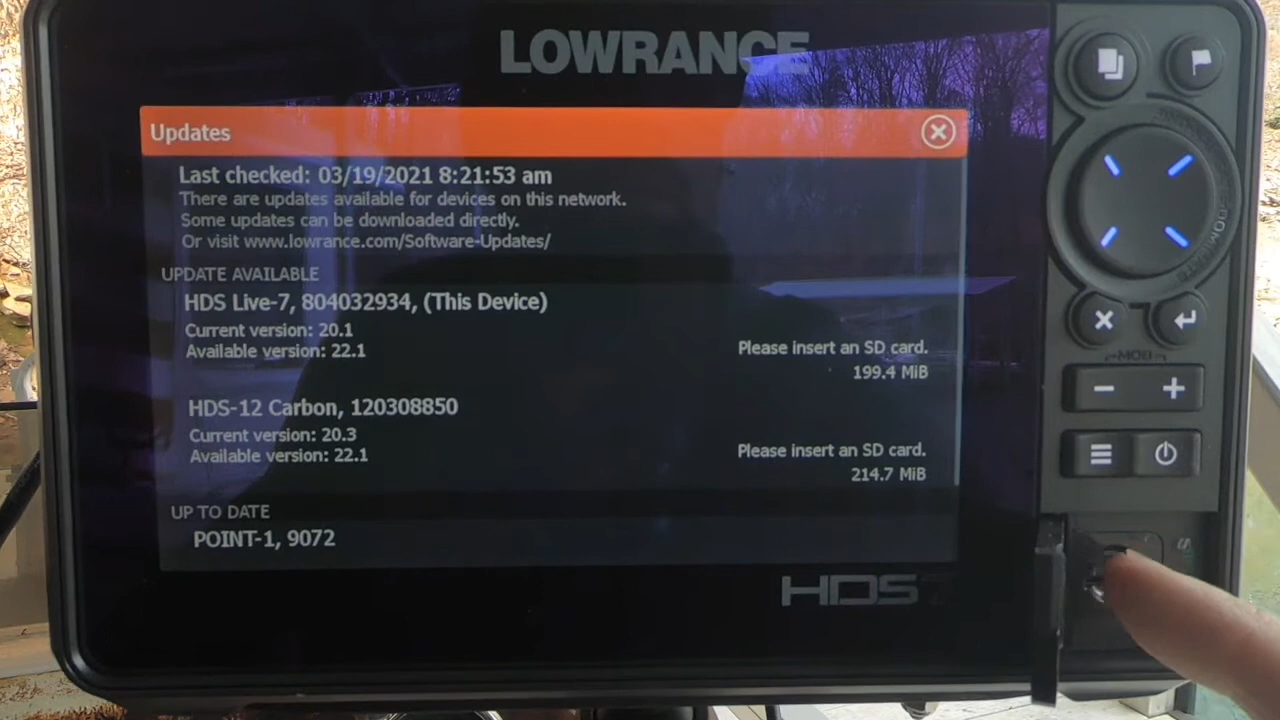 LOWRANCE
Updates
Last checked: 03/19/2021 8:21:53 am
There are updates available for devices on this network.
Some updates can be downloaded directly.
Or visit www.lowrance.com/Software-Updates/
UPDATE AVAILABLE
HDS Live-7, 804032934, (This Device)
Current version: 20.1
Available version: 22.1
Please insert an SD card.
199.4 MiB
HDS-12 Carbon, 120308850
Current version: 20.3
Available version: 22.1
Please insert an SD card.
214.7 MiB
UP TO DATE
POINT-1, 9072
HDS 7
MOB